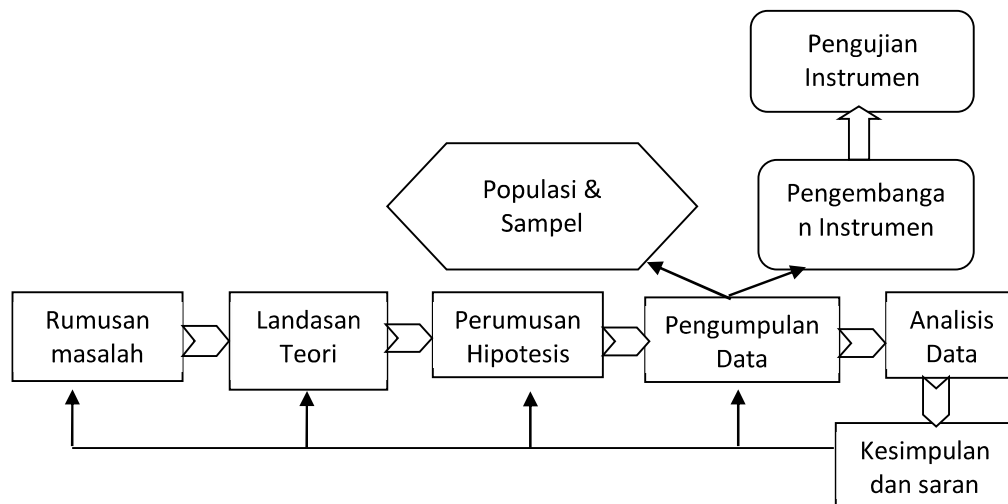 Pengujian
Instrumen
Populasi &
Sampel
Pengembanga
n Instrumen
Rumusan
masalah
Landasan
Teori
Perumusan
Hipotesis
Pengumpulan
Data
Analisis
Data
Kesimpulan
dan saran